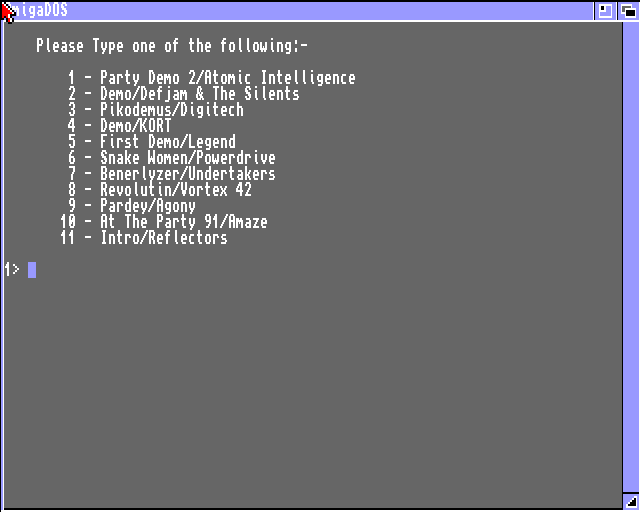 AmigaDOS
Please Type one of the following:-
1 - Party Demo 2/Atomic Intelligence
2 - Demo/Defjam & The Silents
3 - Pikodemus/Digitech
4 - Demo/KORT
5 - First Demo/Legend
6 - Snake Women/Powerdrive
7 - Benerlyzer/Undertakers
8 - Revolutin/Vortex 42
9 - Pardey/Agony
10 - At The Party 91/Amaze
11 - Intro/Reflectors
1>